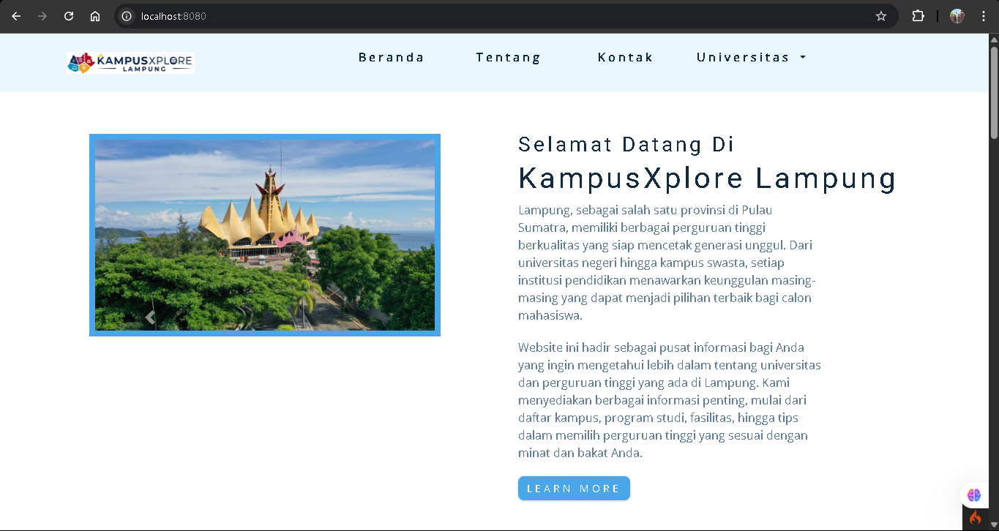 localhost:8080
KAMPUSXPLORE
LAMPUNG
Beranda
Tentang
Kontak
Universitas
Selamat Datang Di
KampusXplore Lampung
Lampung, sebagai salah satu provinsi di Pulau
Sumatra, memiliki berbagai perguruan tinggi
berkualitas yang siap mencetak generasi unggul. Dari
universitas negeri hingga kampus swasta, setiap
institusi pendidikan menawarkan keunggulan masing-
masing yang dapat menjadi pilihan terbaik bagi calon
mahasiswa.
Website ini hadir sebagai pusat informasi bagi Anda
yang ingin mengetahui lebih dalam tentang universitas
dan perguruan tinggi yang ada di Lampung. Kami
menyediakan berbagai informasi penting, mulai dari
daftar kampus, program studi, fasilitas, hingga tips
dalam memilih perguruan tinggi yang sesuai dengan
minat dan bakat Anda.
LEARN MORE